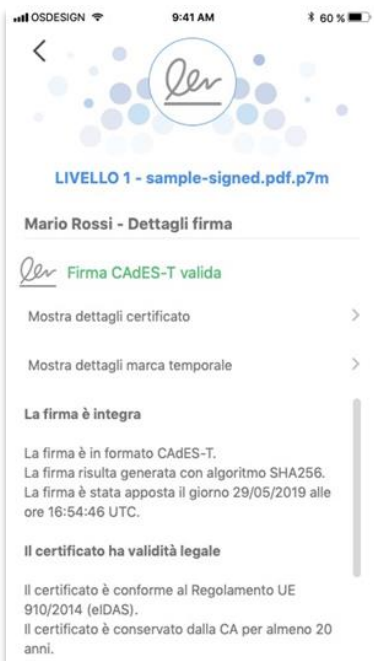 OSDESIGN 9:41 AM 60 %
LIVELLO 1 - sample-signed.pdf.p7m
Mario Rossi - Dettagli firma
Firma CAdES-T valida
Mostra dettagli certificato
Mostra dettagli marca temporale
La firma è integra
La firma è in formato CAdES-T.
La firma risulta generata con algoritmo SHA256.
La firma è stata apposta il giorno 29/05/2019 alle
ore 16:54:46 UTC.
Il certificato ha validità legale
Il certificato è conforme al Regolamento UE
910/2014 (eIDAS).
Il certificato è conservato dalla CA per almeno 20
anni.